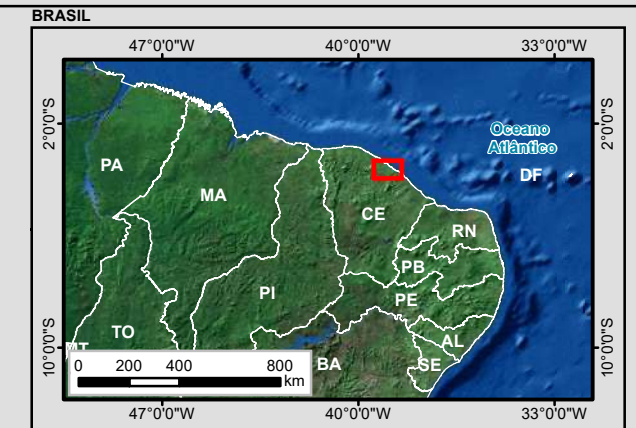 BRASIL
47°0'0"W 40°0'0"W 33°0'0"W
2°0'0"S
2°0'0"S
Oceano
Atlântico
PA
DF
MA
CE
RN
PB
PI
PE
TO
AL
MT
BA
SE
10°0'0"S
10°0'0"S
0 200 400 800
km
47°0'0"W 40°0'0"W 33°0'0"W